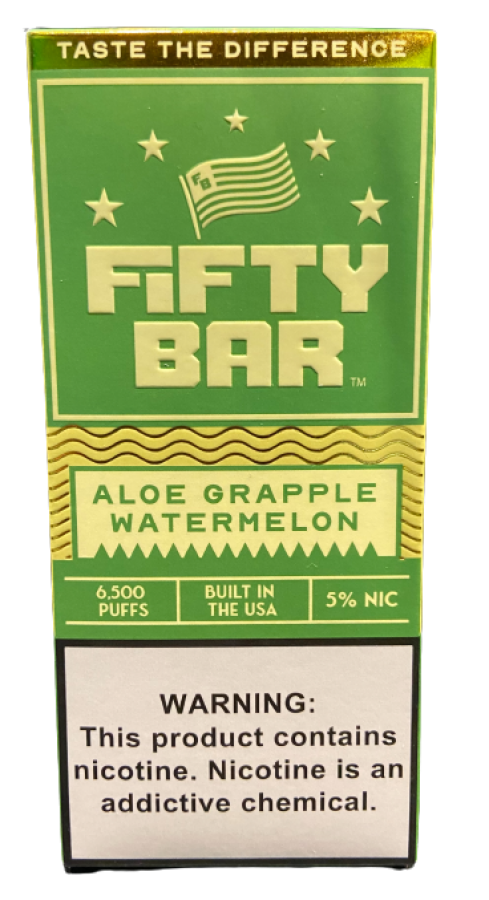 TASTE THE DIFFERENCE
FB
FiFTY
BAR
TM
ALOE GRAPPLE
WATERMELON
6,500
PUFFS
BUILT IN
THE USA
5% NIC
WARNING:
This product contains
nicotine. Nicotine is an
addictive chemical.